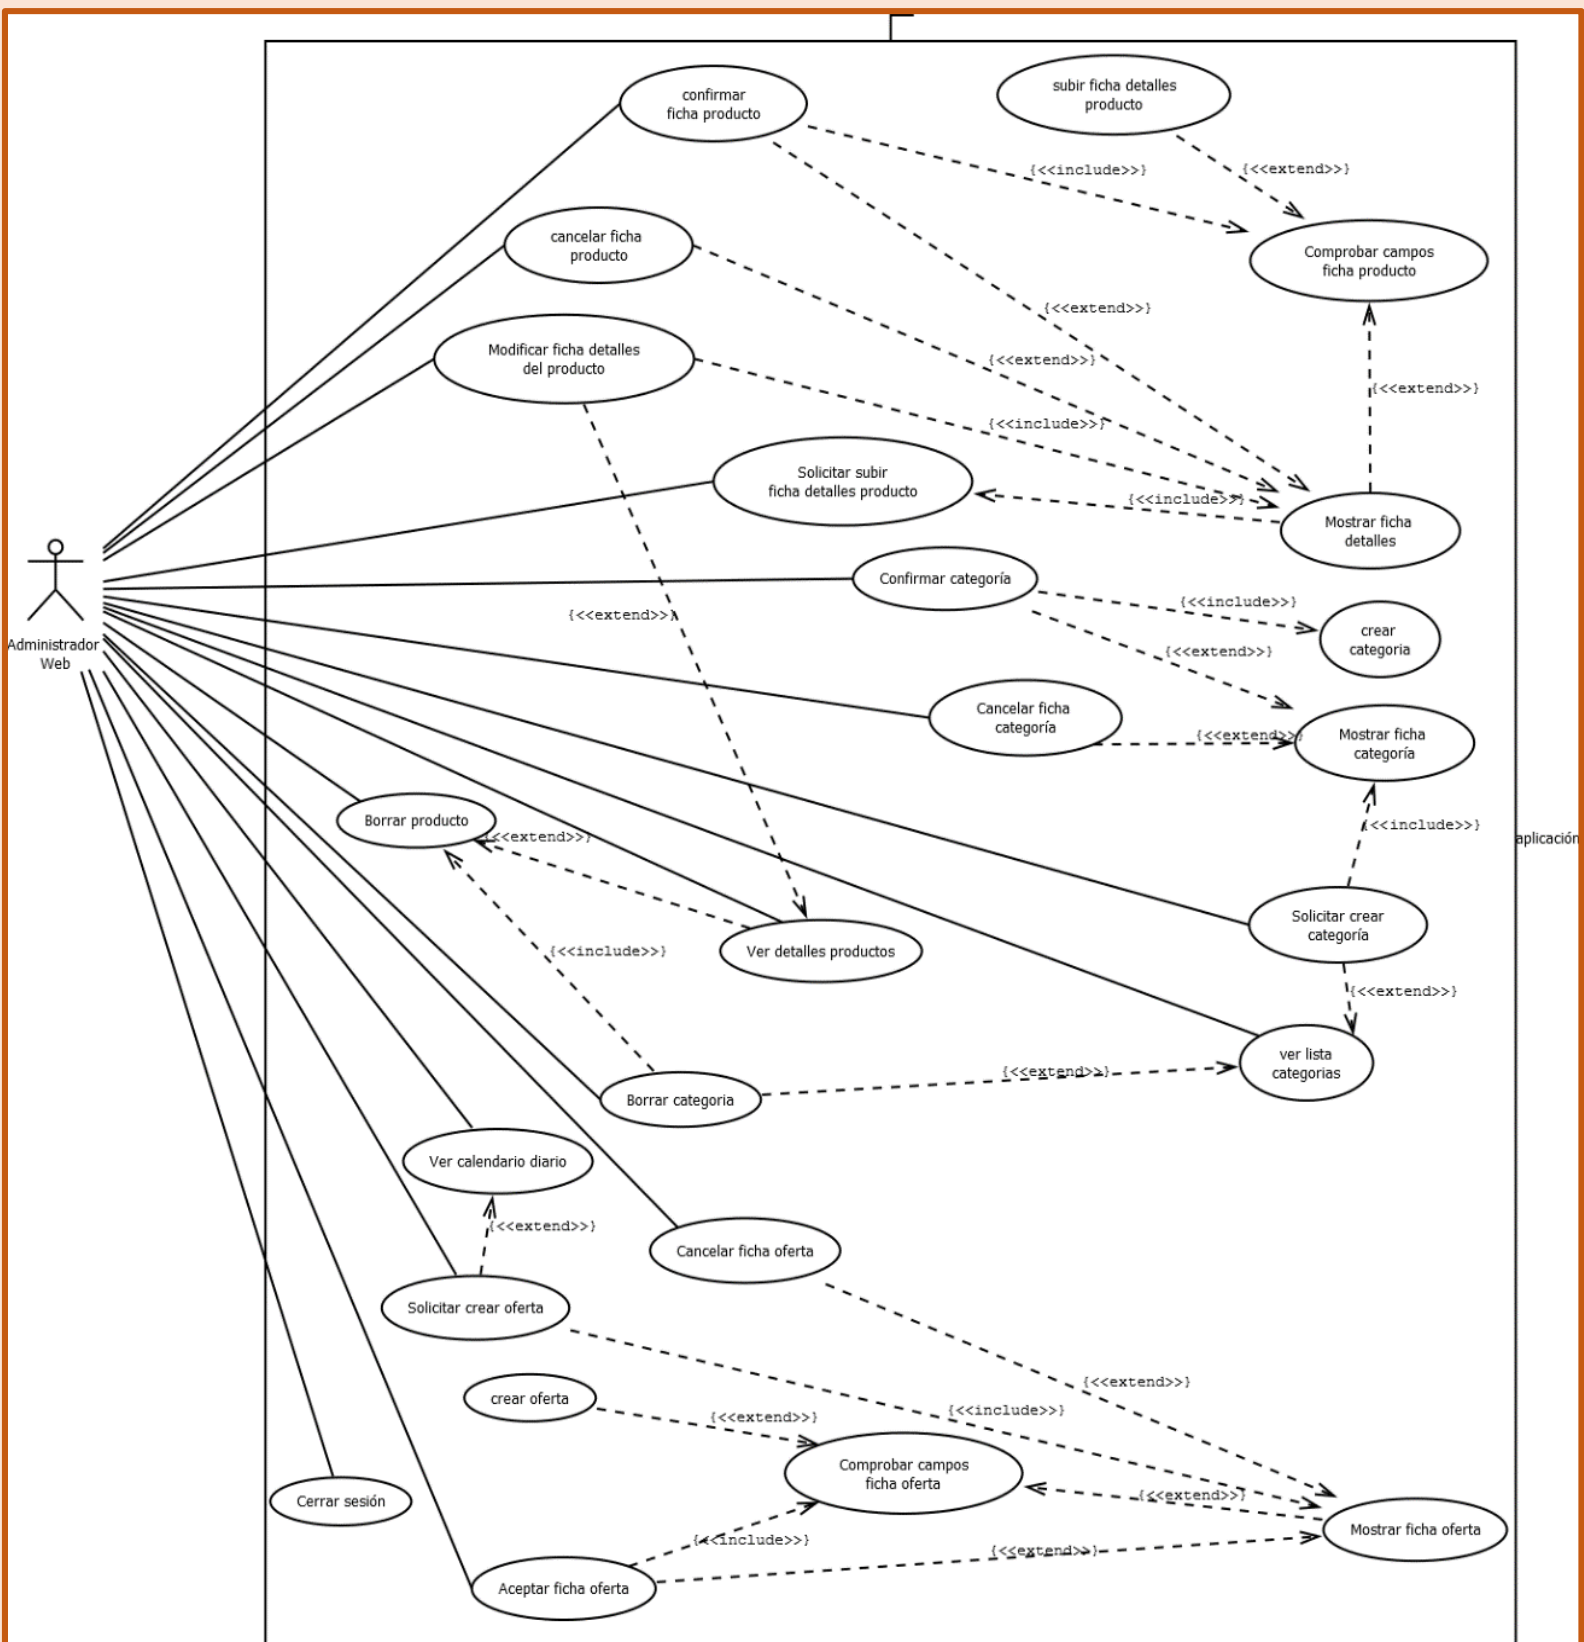 confirmar
ficha producto
subir ficha detalles
producto
{<<include>>}
{<<extend>>}
cancelar ficha
producto
Comprobar campos
ficha producto
{<<extend>>}
Modificar ficha detalles
del producto
{<<extend>>}
{<<extend>>}
{<<include>>}
Solicitar subir
ficha detalles producto
{<<include>>}
Mostrar ficha
detalles
Confirmar categoría
{<<include>>}
{<<extend>>}
crear
categoria
Administrador
Web
{<<extend>>}
Cancelar ficha
categoría
{<<extend>>}
Mostrar ficha
categoría
Borrar producto
{<<extend>>}
{<<include>>}
aplicación
Solicitar crear
categoría
{<<include>>}
Ver detalles productos
{<<extend>>}
ver lista
categorias
{<<extend>>}
Borrar categoria
Ver calendario diario
{<<extend>>}
Cancelar ficha oferta
Solicitar crear oferta
{<<extend>>}
crear oferta
{<<include>>}
{<<extend>>}
Comprobar campos
ficha oferta
Cerrar sesión
{<<extend>>}
Mostrar ficha oferta
{<<include>>}
{<<extend>>}
Aceptar ficha oferta